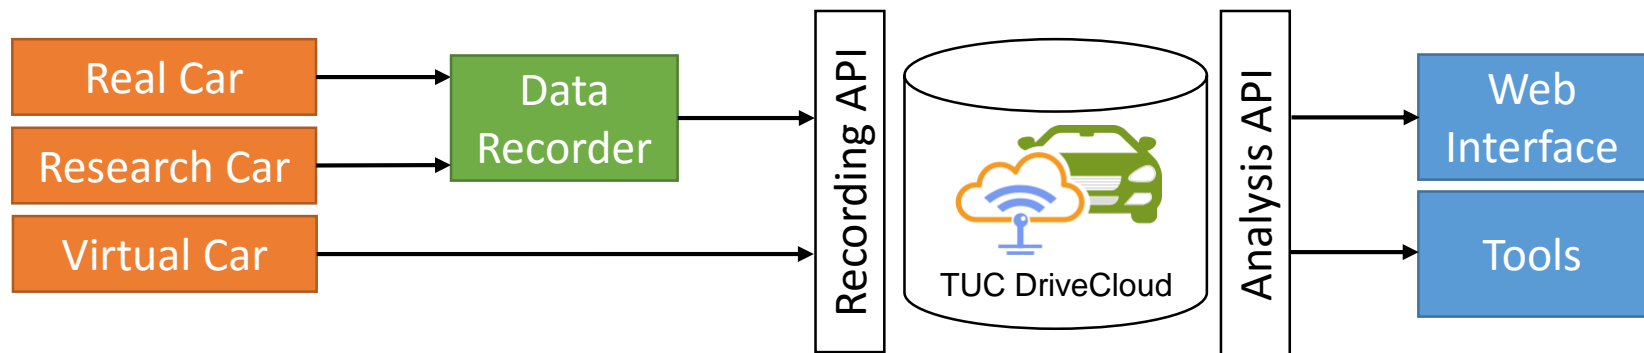 Real Car
Research Car
Virtual Car
Data
Recorder
Recording API
TUC DriveCloud
Analysis API
Web
Interface
Tools